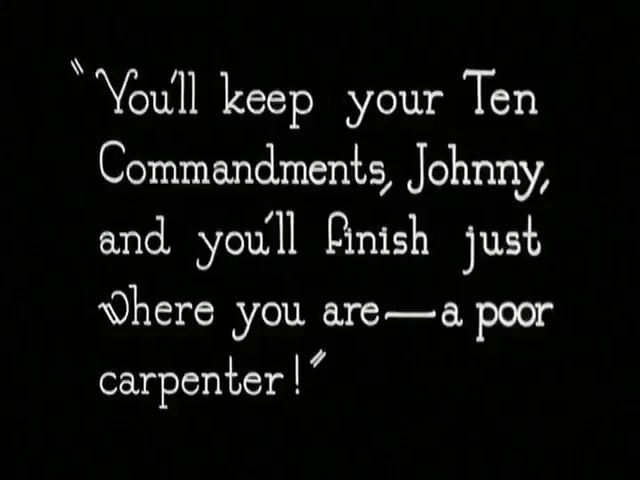 "You'll keep your Ten
Commandments, Johnny,
and you'll finish just
where you are—a poor
carpenter!"